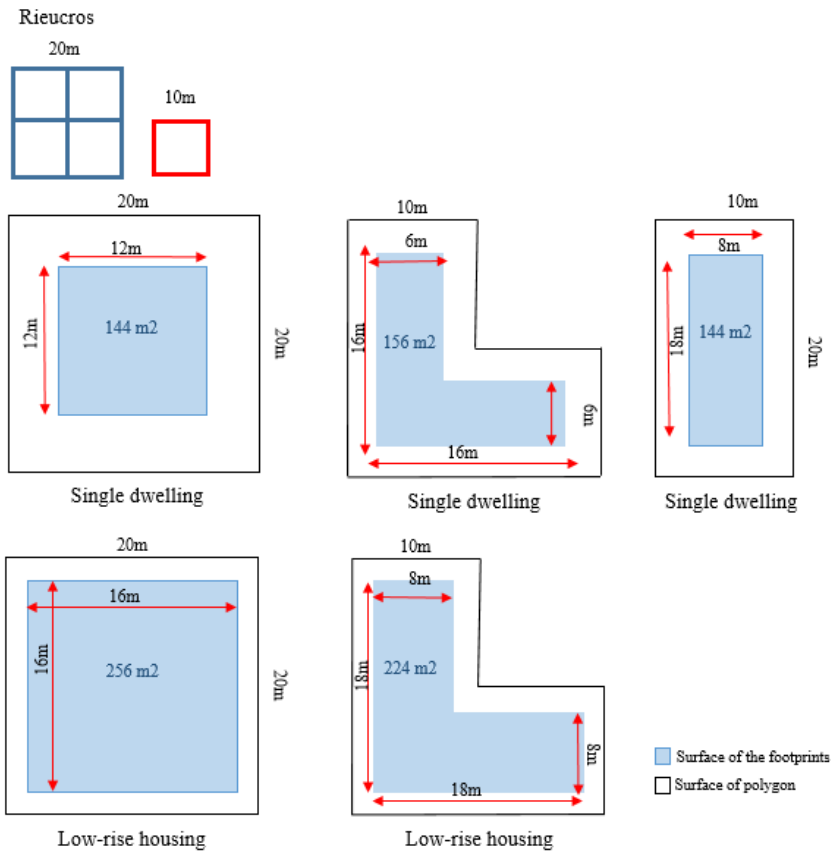 Rieucros
20m
10m
20m
12m
12m
144 m2
20m
Single dwelling
10m
6m
16m
156 m2
6m
16m
Single dwelling
10m
8m
18m
144 m2
20m
Single dwelling
20m
16m
16m
256 m2
20m
Low-rise housing
10m
8m
18m
224 m2
8m
18m
Low-rise housing
Surface of the footprints
Surface of polygon